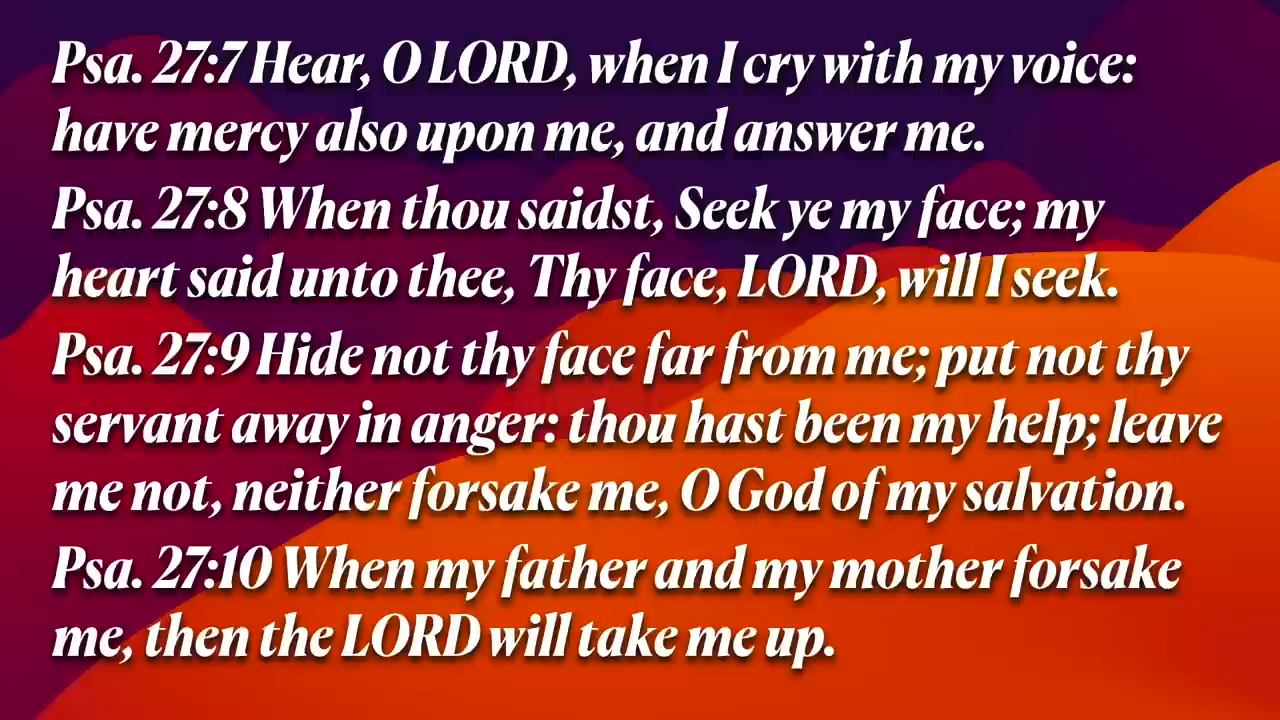 Psa. 27:7 Hear, O LORD, when I cry with my voice:
have mercy also upon me, and answer me.
Psa. 27:8 When thou saidst, Seek ye my face; my
heart said unto thee, Thy face, LORD, will I seek.
Psa. 27:9 Hide not thy face far from me; put not thy
servant away in anger: thou hast been my help; leave
me not, neither forsake me, O God of my salvation.
Psa. 27:10 When my father and my mother forsake
me, then the LORD will take me up.